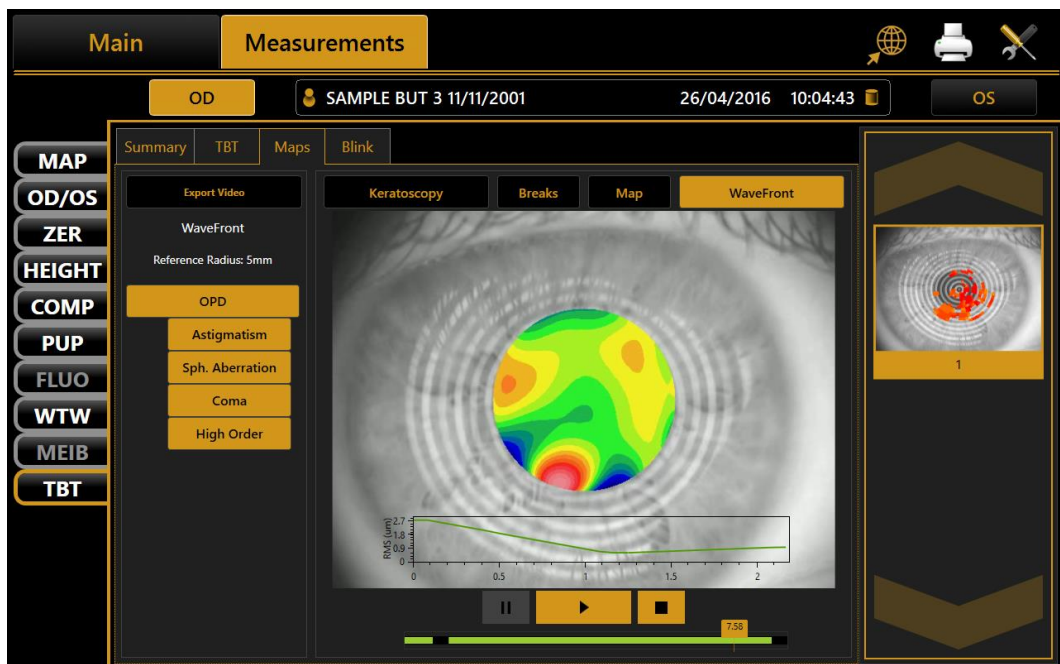 Main
Measurements
OD
SAMPLE BUT 3 11/11/2001
26/04/2016 10:04:43
OS
MAP
OD/OS
ZER
HEIGHT
COMP
PUP
FLUO
WTW
MEIB
TBT
Summary
TBT
Maps
Blink
Export Video
WaveFront
Reference Radius: 5mm
OPD
Astigmatism
Sph. Aberration
Coma
High Order
Keratoscopy
Breaks
Map
WaveFront
RMS (um)
2.7
1.8
0.9
0
0 0.5 1 1.5 2
7.58
1